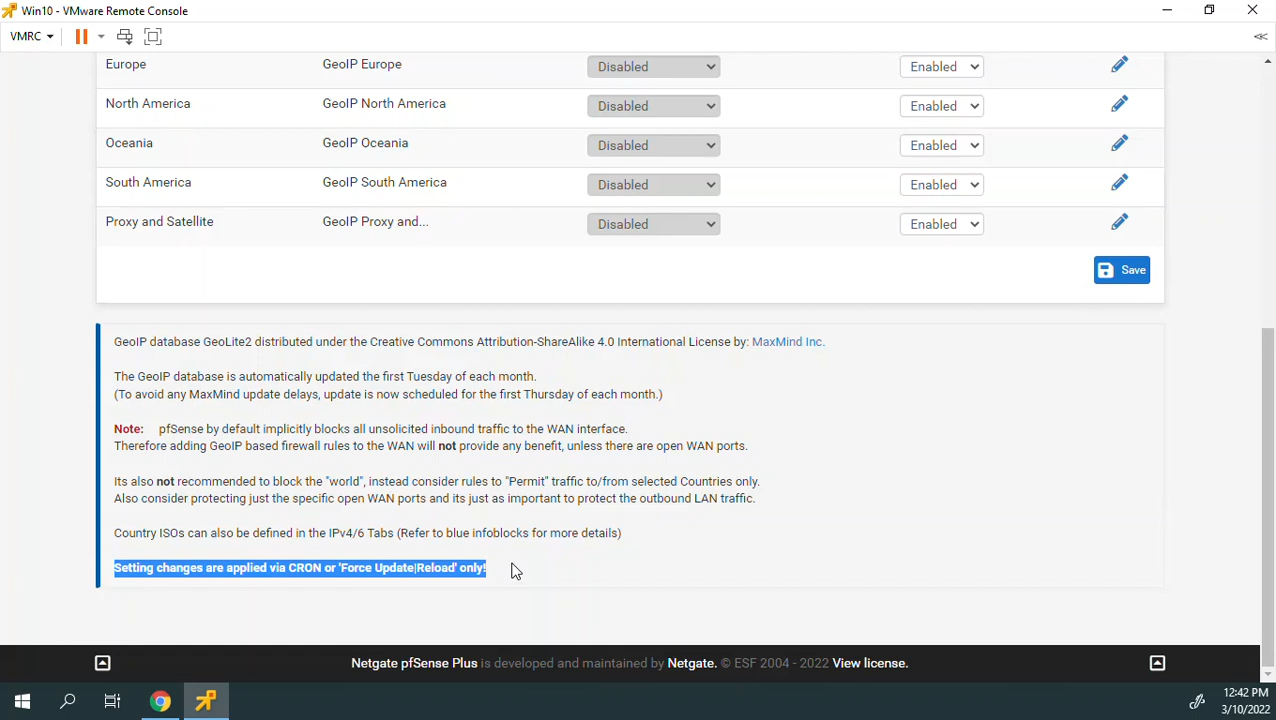 Win10 - VMware Remote Console
VMRC
Europe GeoIP Europe Disabled Enabled
North America GeoIP North America Disabled Enabled
Oceania GeoIP Oceania Disabled Enabled
South America GeoIP South America Disabled Enabled
Proxy and Satellite GeoIP Proxy and... Disabled Enabled
Save
GeoIP database GeoLite2 distributed under the Creative Commons Attribution-ShareAlike 4.0 International License by: MaxMind Inc.
The GeoIP database is automatically updated the first Tuesday of each month.
(To avoid any MaxMind update delays, update is now scheduled for the first Thursday of each month.)
Note: pfSense by default implicitly blocks all unsolicited inbound traffic to the WAN interface.
Therefore adding GeoIP based firewall rules to the WAN will not provide any benefit, unless there are open WAN ports.
Its also not recommended to block the "world", instead consider rules to "Permit" traffic to/from selected Countries only.
Also consider protecting just the specific open WAN ports and its just as important to protect the outbound LAN traffic.
Country ISOs can also be defined in the IPv4/6 Tabs (Refer to blue infoblocks for more details)
Setting changes are applied via CRON or 'Force Update|Reload' only!
Netgate pfSense Plus is developed and maintained by Netgate. © ESF 2004 - 2022 View license.
12:42 PM
3/10/2022